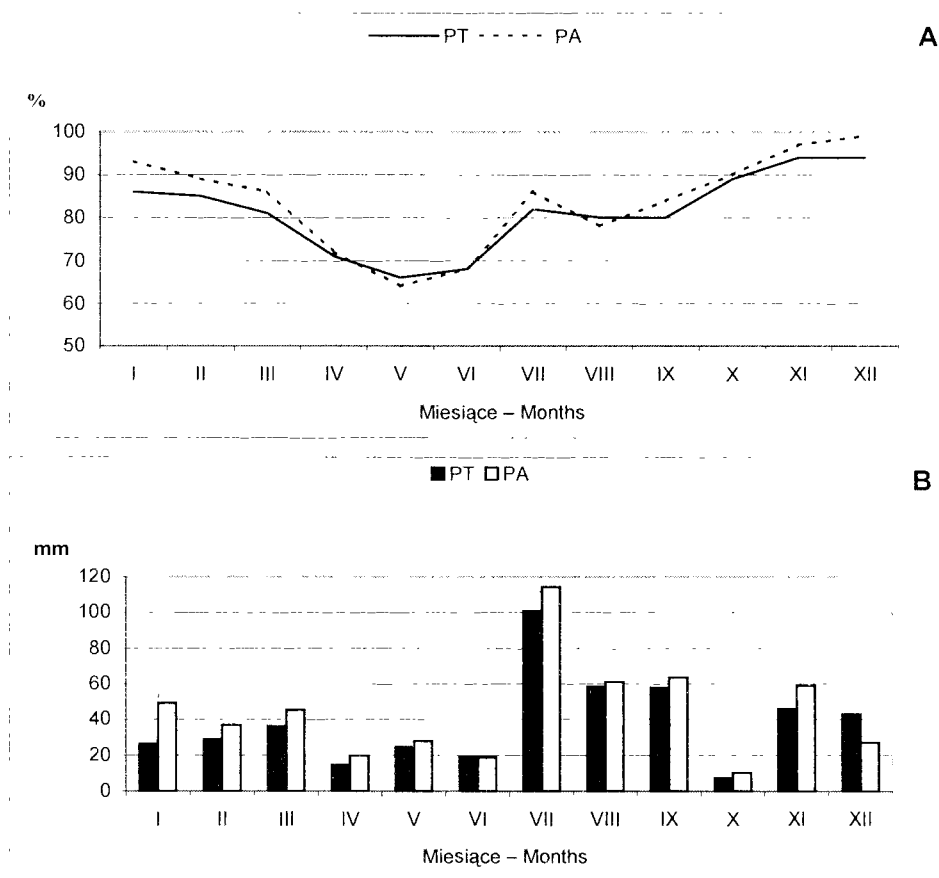 PT PA
A
%
100
90
80
70
60
50
I II III IV V VI VII VIII IX X XI XII
Miesiące – Months
PT PA
B
mm
120
100
80
60
40
20
0
I II III IV V VI VII VIII IX X XI XII
Miesiące – Months